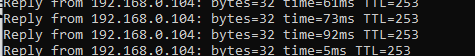 Reply from 192.168.0.104: bytes=32 time=61ms TTL=253
Reply from 192.168.0.104: bytes=32 time=73ms TTL=253
Reply from 192.168.0.104: bytes=32 time=92ms TTL=253
Reply from 192.168.0.104: bytes=32 time=5ms TTL=253